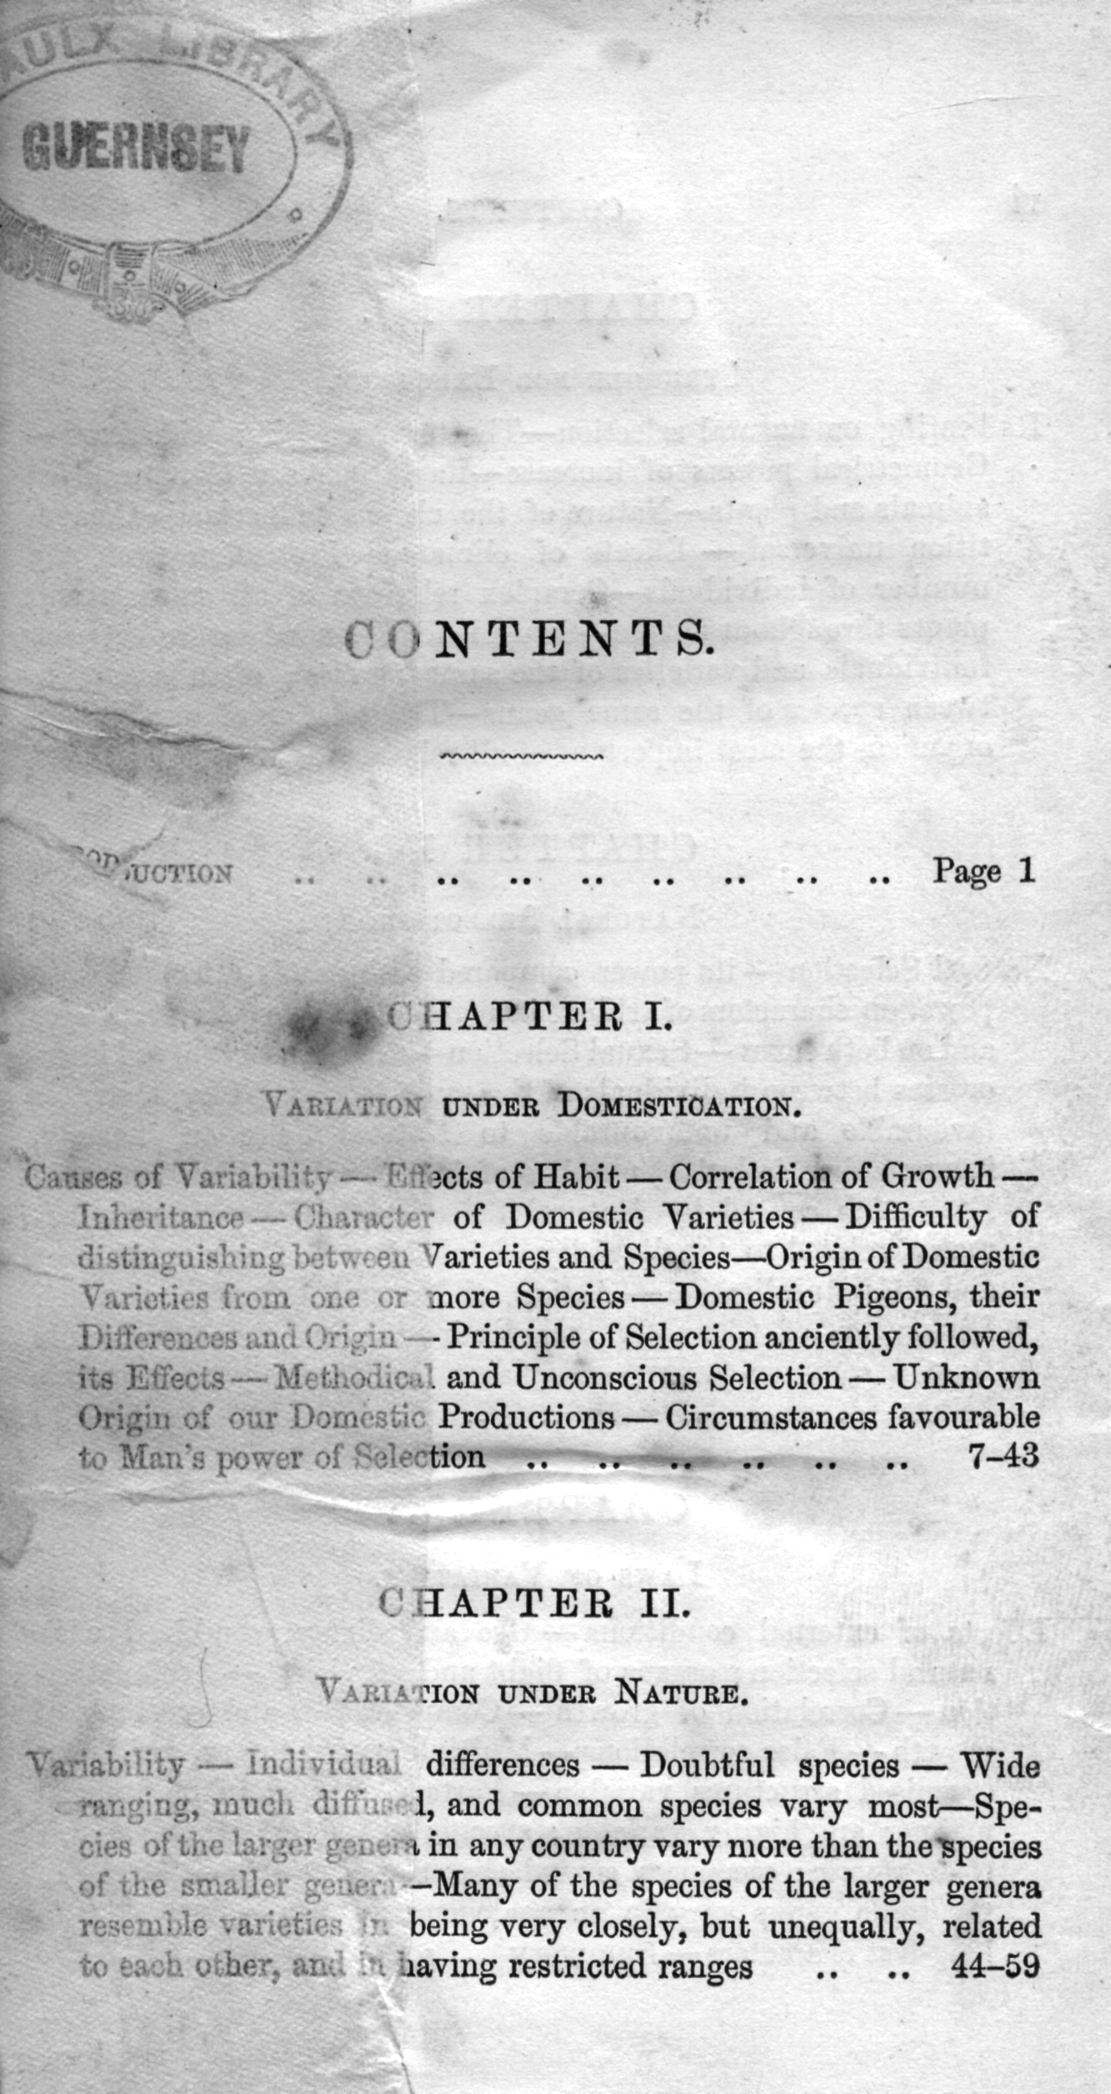 AULX LIBRARY
GUERNSEY
CONTENTS.
ODUCTION .. .. .. .. .. .. .. .. .. Page 1
CHAPTER I.
VARIATION UNDER DOMESTICATION.
Causes of Variability — Effects of Habit — Correlation of Growth —
Inheritance — Character of Domestic Varieties — Difficulty of
distinguishing between Varieties and Species—Origin of Domestic
Varieties from one or more Species — Domestic Pigeons, their
Differences and Origin — Principle of Selection anciently followed,
its Effects — Methodical and Unconscious Selection — Unknown
Origin of our Domestic Productions — Circumstances favourable
to Man's power of Selection .. .. .. .. .. .. 7–43
CHAPTER II.
VARIATION UNDER NATURE.
Variability — Individual differences — Doubtful species — Wide
ranging, much diffused, and common species vary most—Spe-
cies of the larger genera in any country vary more than the species
of the smaller genera—Many of the species of the larger genera
resemble varieties in being very closely, but unequally, related
to each other, and in having restricted ranges .. .. 44–59